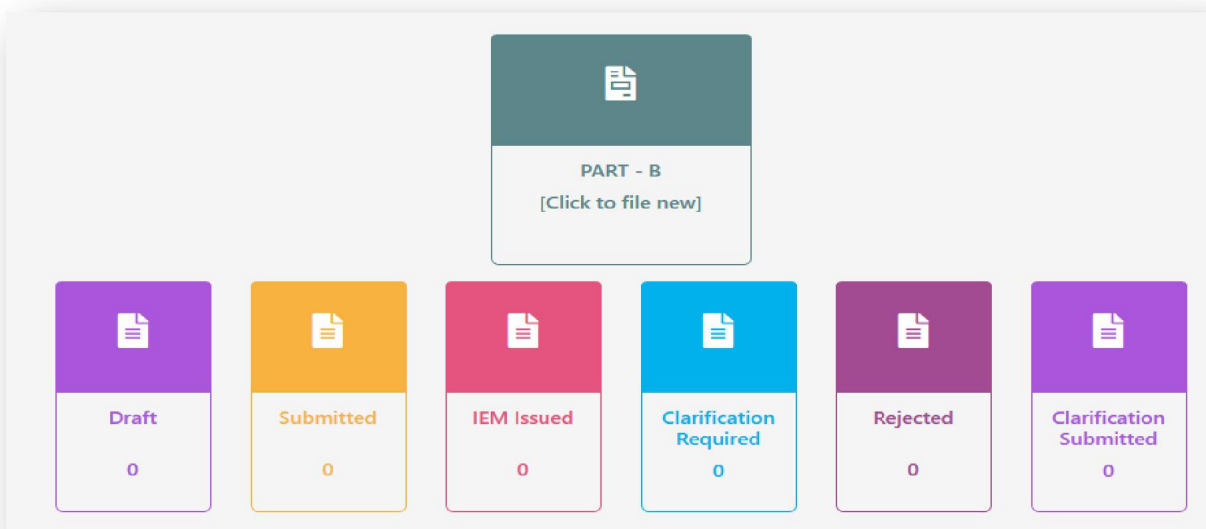 PART - B
[Click to file new]
Draft
0
Submitted
0
IEM Issued
0
Clarification
Required
0
Rejected
0
Clarification
Submitted
0